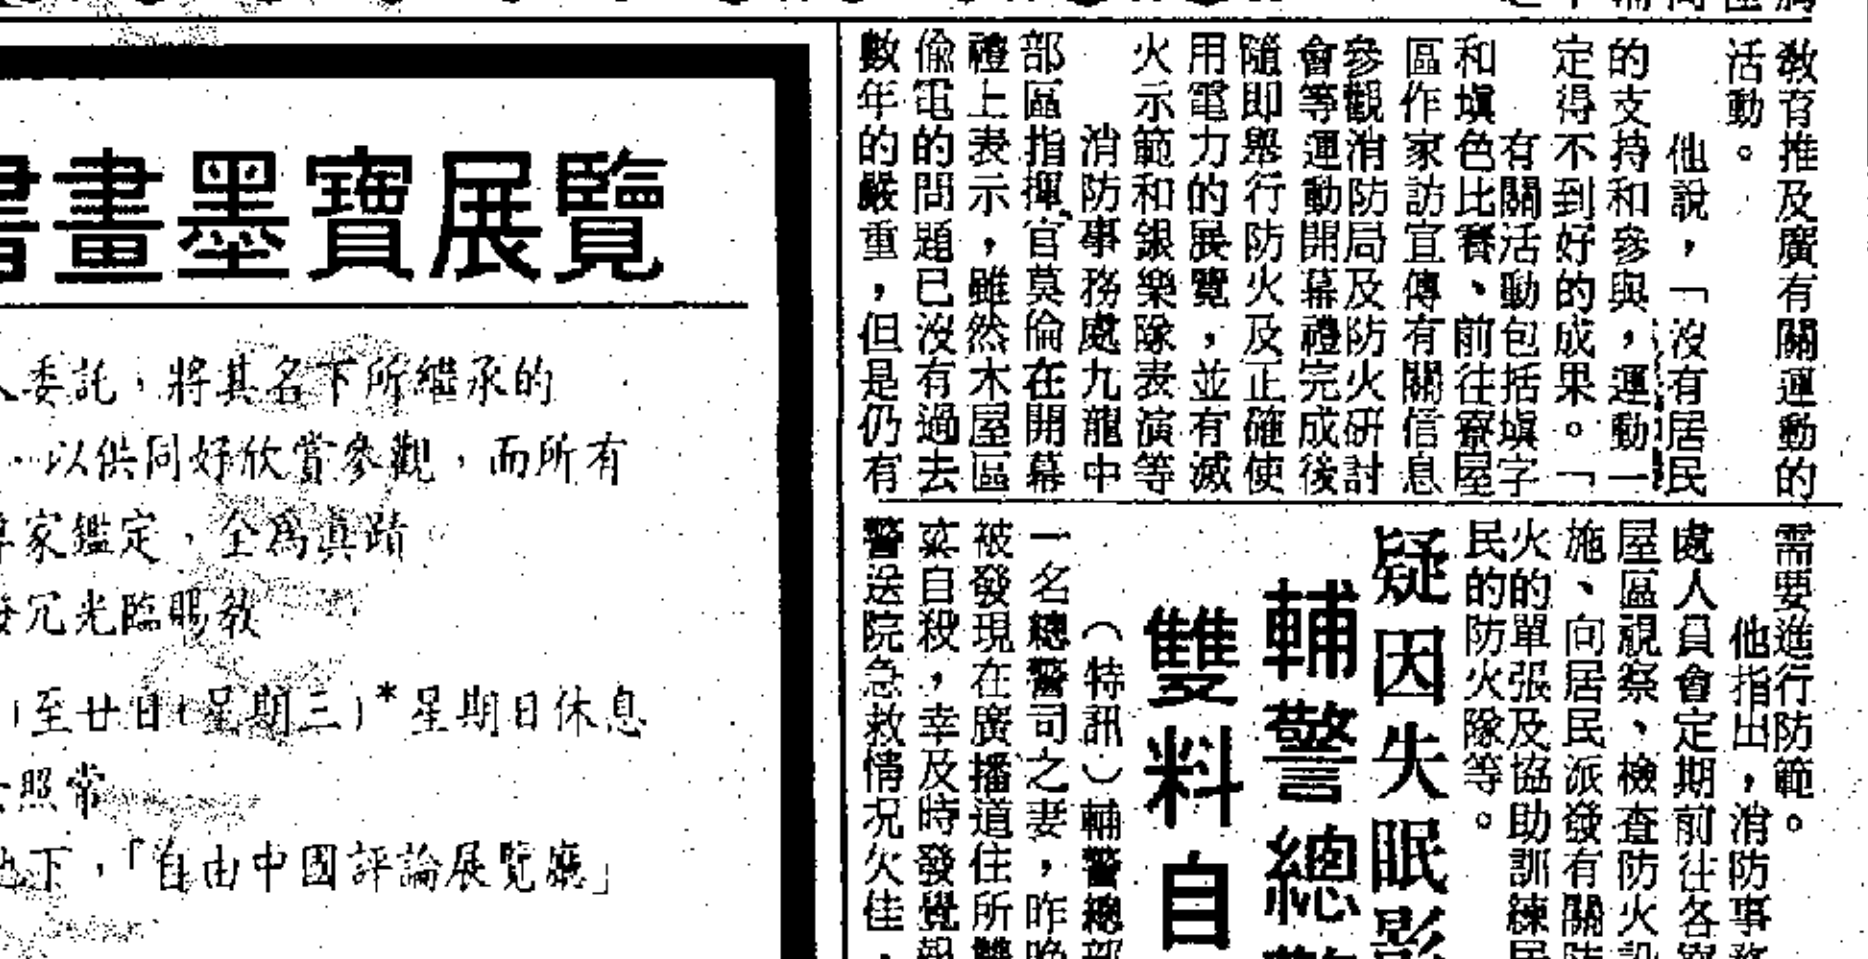 教育推及廣有關運動的
活動。
他說，「沒有居民
的支持和參與，運動一
定得不到好的成果。」
有關活動包括填字
和填色比賽、前往寮屋
區作家訪宣傳有關信息
參觀消防局及防火研討
會等運動開幕禮完成後
隨即舉行防火及正確使
用電力的展覽，並有滅
火示範和銀樂隊表演等
消防事務處九龍中
部區指揮官莫倫在開幕
禮上表示，雖然木屋區
偷電的問題已沒有過去
數年的嚴重，但是仍有
需要進行防範。
他指出，消防事務
處人員會定期前往各寮
屋區視察、檢查防火設
施、向居民派發有關防
火的單張及協助訓練居
民的防火隊等。
疑因失眠影
輔警總警
雙料自
（特訊）輔警總部
一名總警司之妻，昨晚
被發現在廣播道住所雙
料自殺，幸及時發覺報
警送院急救情况欠佳，
書畫墨寶展覽
人委託，將其名下所繼承的
以供同好欣賞參觀，而所有
專家鑑定，全為真蹟
冗光臨賜教
至廿日(星期三)*星期日休息
照常
地下，「自由中國評論展覽廳」